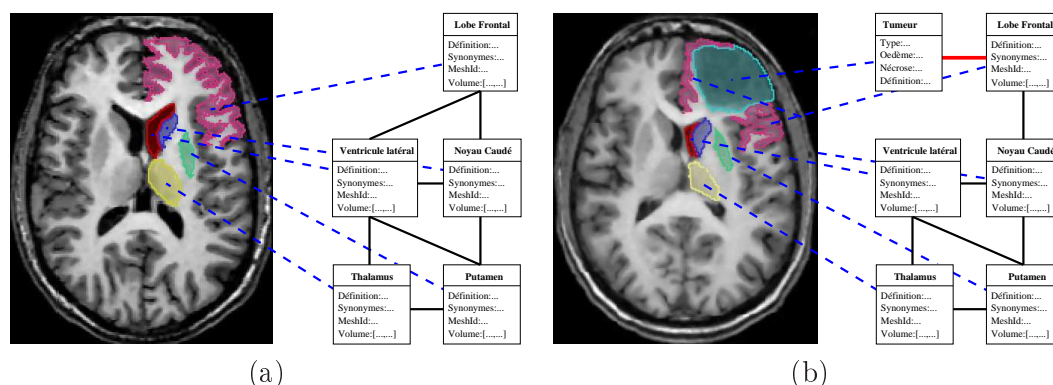 Lobe Frontal
Définition:...
Synonymes:...
MeshId:...
Volume:[...,...]
Ventricule latéral
Définition:...
Synonymes:...
MeshId:...
Volume:[...,...]
Noyau Caudé
Définition:...
Synonymes:...
MeshId:...
Volume:[...,...]
Thalamus
Définition:...
Synonymes:...
MeshId:...
Volume:[...,...]
Putamen
Définition:...
Synonymes:...
MeshId:...
Volume:[...,...]
(a)
Tumeur
Type:...
Oedème:...
Nécrose:...
Définition:...
Lobe Frontal
Définition:...
Synonymes:...
MeshId:...
Volume:[...,...]
Ventricule latéral
Définition:...
Synonymes:...
MeshId:...
Volume:[...,...]
Noyau Caudé
Définition:...
Synonymes:...
MeshId:...
Volume:[...,...]
Thalamus
Définition:...
Synonymes:...
MeshId:...
Volume:[...,...]
Putamen
Définition:...
Synonymes:...
MeshId:...
Volume:[...,...]
(b)